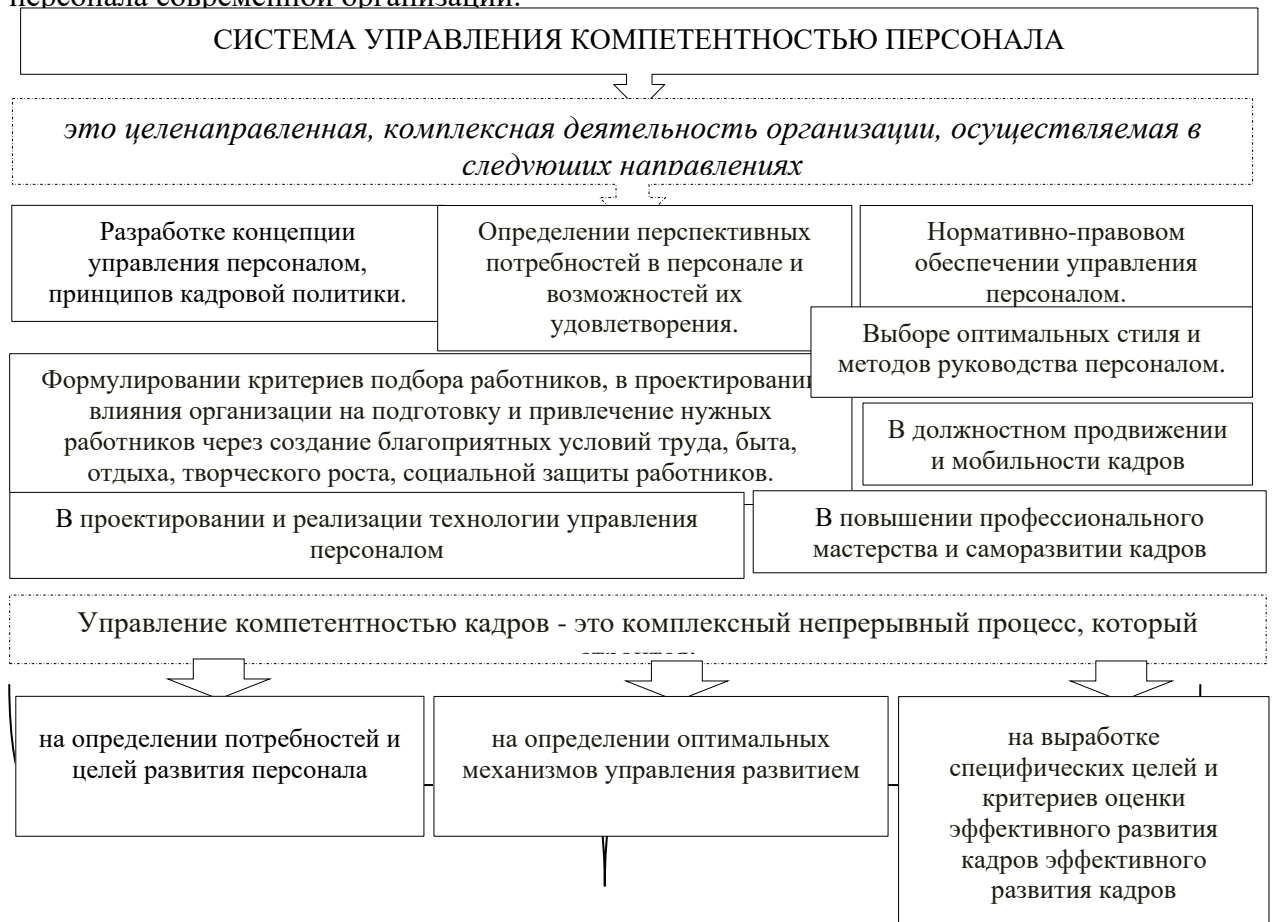 персонала современной организации.
СИСТЕМА УПРАВЛЕНИЯ КОМПЕТЕНТНОСТЬЮ ПЕРСОНАЛА
это целенаправленная, комплексная деятельность организации, осуществляемая в
следующих направлениях
Разработке концепции
управления персоналом,
принципов кадровой политики.
Определении перспективных
потребностей в персонале и
возможностей их
удовлетворения.
Нормативно-правовом
обеспечении управления
персоналом.
Выборе оптимальных стиля и
методов руководства персоналом.
Формулировании критериев подбора работников, в проектировании
влияния организации на подготовку и привлечение нужных
работников через создание благоприятных условий труда, быта,
отдыха, творческого роста, социальной защиты работников.
В должностном продвижении
и мобильности кадров
В проектировании и реализации технологии управления
персоналом
В повышении профессионального
мастерства и саморазвитии кадров
Управление компетентностью кадров - это комплексный непрерывный процесс, который
на определении потребностей и
целей развития персонала
на определении оптимальных
механизмов управления развитием
на выработке
специфических целей и
критериев оценки
эффективного развития
кадров эффективного
развития кадров